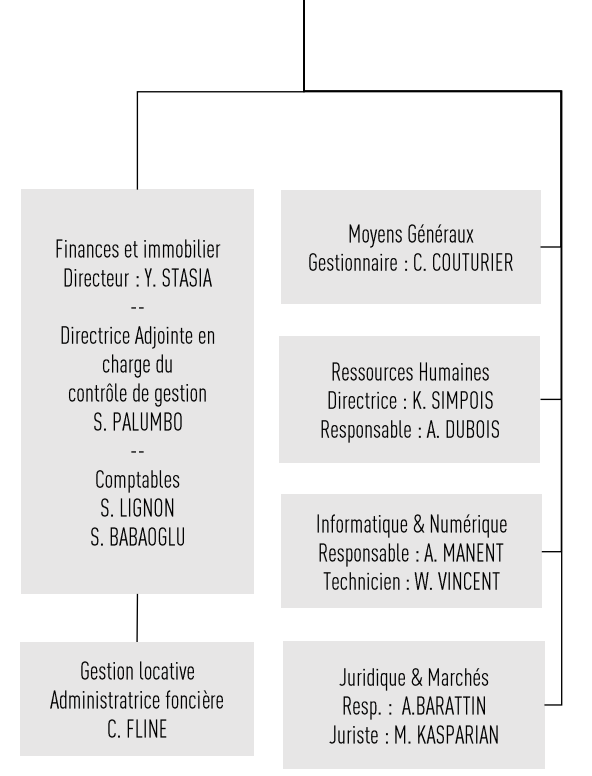 Finances et immobilier
Directeur : Y. STASIA
--
Directrice Adjointe en
charge du
contrôle de gestion
S. PALUMBO
--
Comptables
S. LIGNON
S. BABAOGLU
Gestion locative
Administratrice foncière
C. FLINE
Moyens Généraux
Gestionnaire : C. COUTURIER
Ressources Humaines
Directrice : K. SIMPOIS
Responsable : A. DUBOIS
Informatique & Numérique
Responsable : A. MANENT
Technicien : W. VINCENT
Juridique & Marchés
Resp. : A.BARATTIN
Juriste : M. KASPARIAN